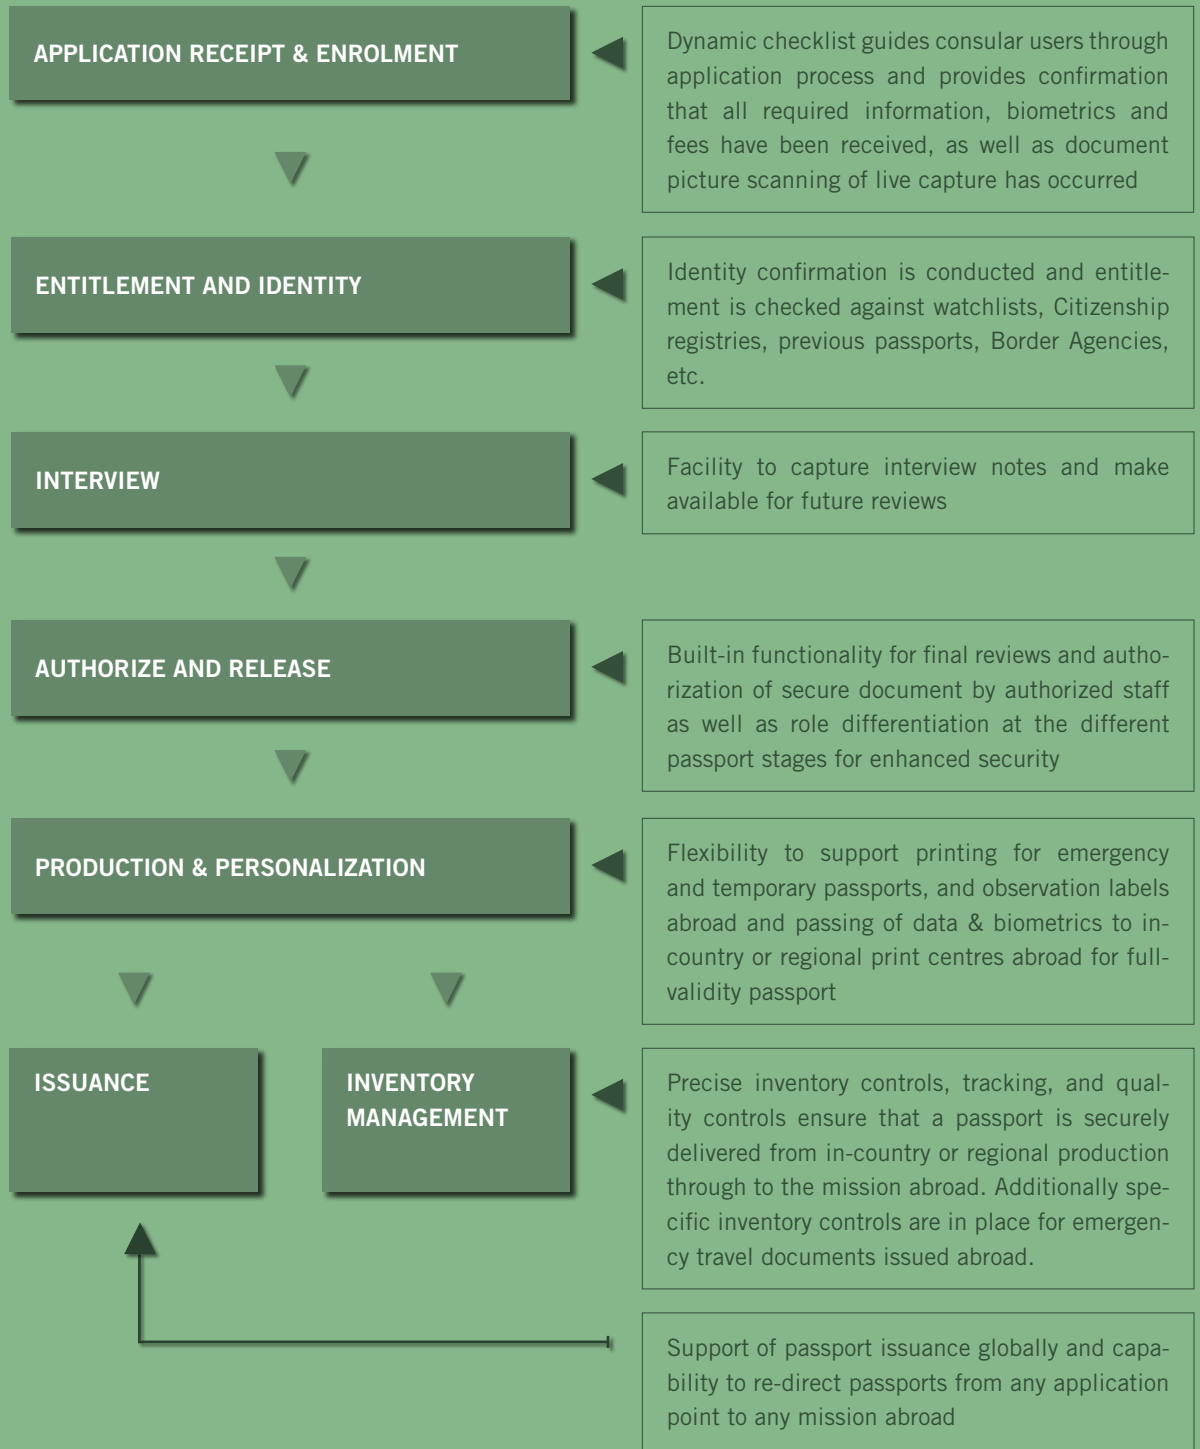 APPLICATION RECEIPT & ENROLMENT
Dynamic checklist guides consular users through
application process and provides confirmation
that all required information, biometrics and
fees have been received, as well as document
picture scanning of live capture has occurred
ENTITLEMENT AND IDENTITY
Identity confirmation is conducted and entitle-
ment is checked against watchlists, Citizenship
registries, previous passports, Border Agencies,
etc.
INTERVIEW
Facility to capture interview notes and make
available for future reviews
AUTHORIZE AND RELEASE
Built-in functionality for final reviews and autho-
rization of secure document by authorized staff
as well as role differentiation at the different
passport stages for enhanced security
PRODUCTION & PERSONALIZATION
Flexibility to support printing for emergency
and temporary passports, and observation labels
abroad and passing of data & biometrics to in-
country or regional print centres abroad for full-
validity passport
ISSUANCE
INVENTORY
MANAGEMENT
Precise inventory controls, tracking, and qual-
ity controls ensure that a passport is securely
delivered from in-country or regional production
through to the mission abroad. Additionally spe-
cific inventory controls are in place for emergen-
cy travel documents issued abroad.
Support of passport issuance globally and capa-
bility to re-direct passports from any application
point to any mission abroad